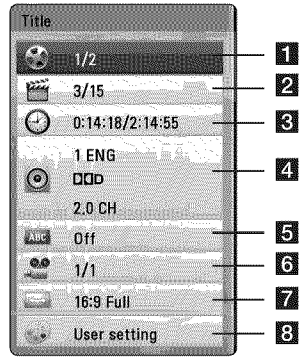 Title
1/2
1
3/15
2
0:14:18/2:14:55
3
1 ENG
DD D
2.0 CH
4
ABC
Off
5
1/1
6
16:9 Full
7
User setting
8